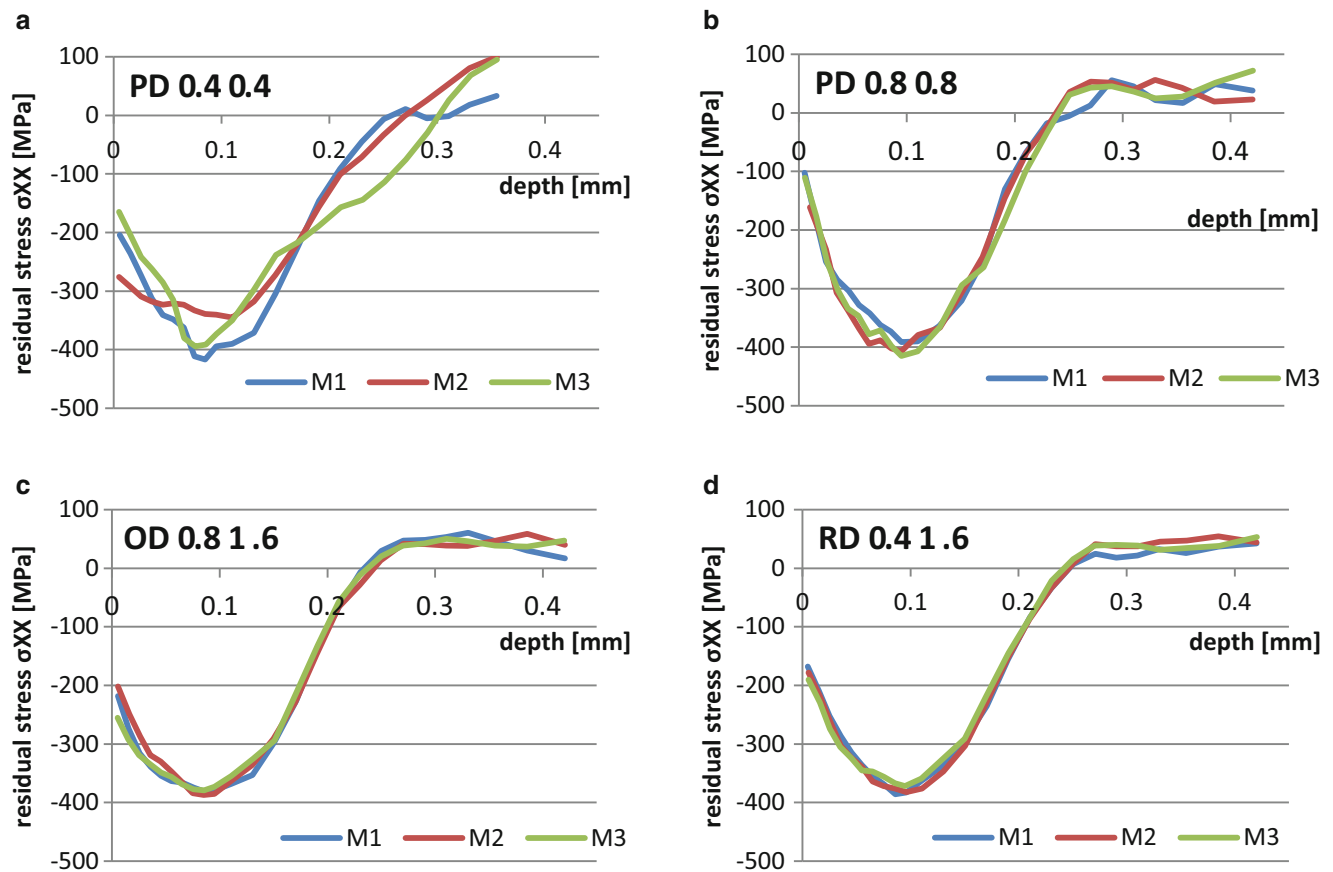 a
100
PD 0.4 0.4
0
0 0.1 0.2 0.3 0.4
-100
depth [mm]
-200
-300
-400
M1 M2 M3
-500
residual stress σXX [MPa]
b
100
PD 0.8 0.8
0
0 0.1 0.2 0.3 0.4
-100
depth [mm]
-200
-300
-400
M1 M2 M3
-500
residual stress σXX [MPa]
c
100
OD 0.8 1.6
0
0 0.1 0.2 0.3 0.4
-100
depth [mm]
-200
-300
-400
M1 M2 M3
-500
residual stress σXX [MPa]
d
100
RD 0.4 1.6
0
0 0.1 0.2 0.3 0.4
-100
depth [mm]
-200
-300
-400
M1 M2 M3
-500
residual stress σXX [MPa]